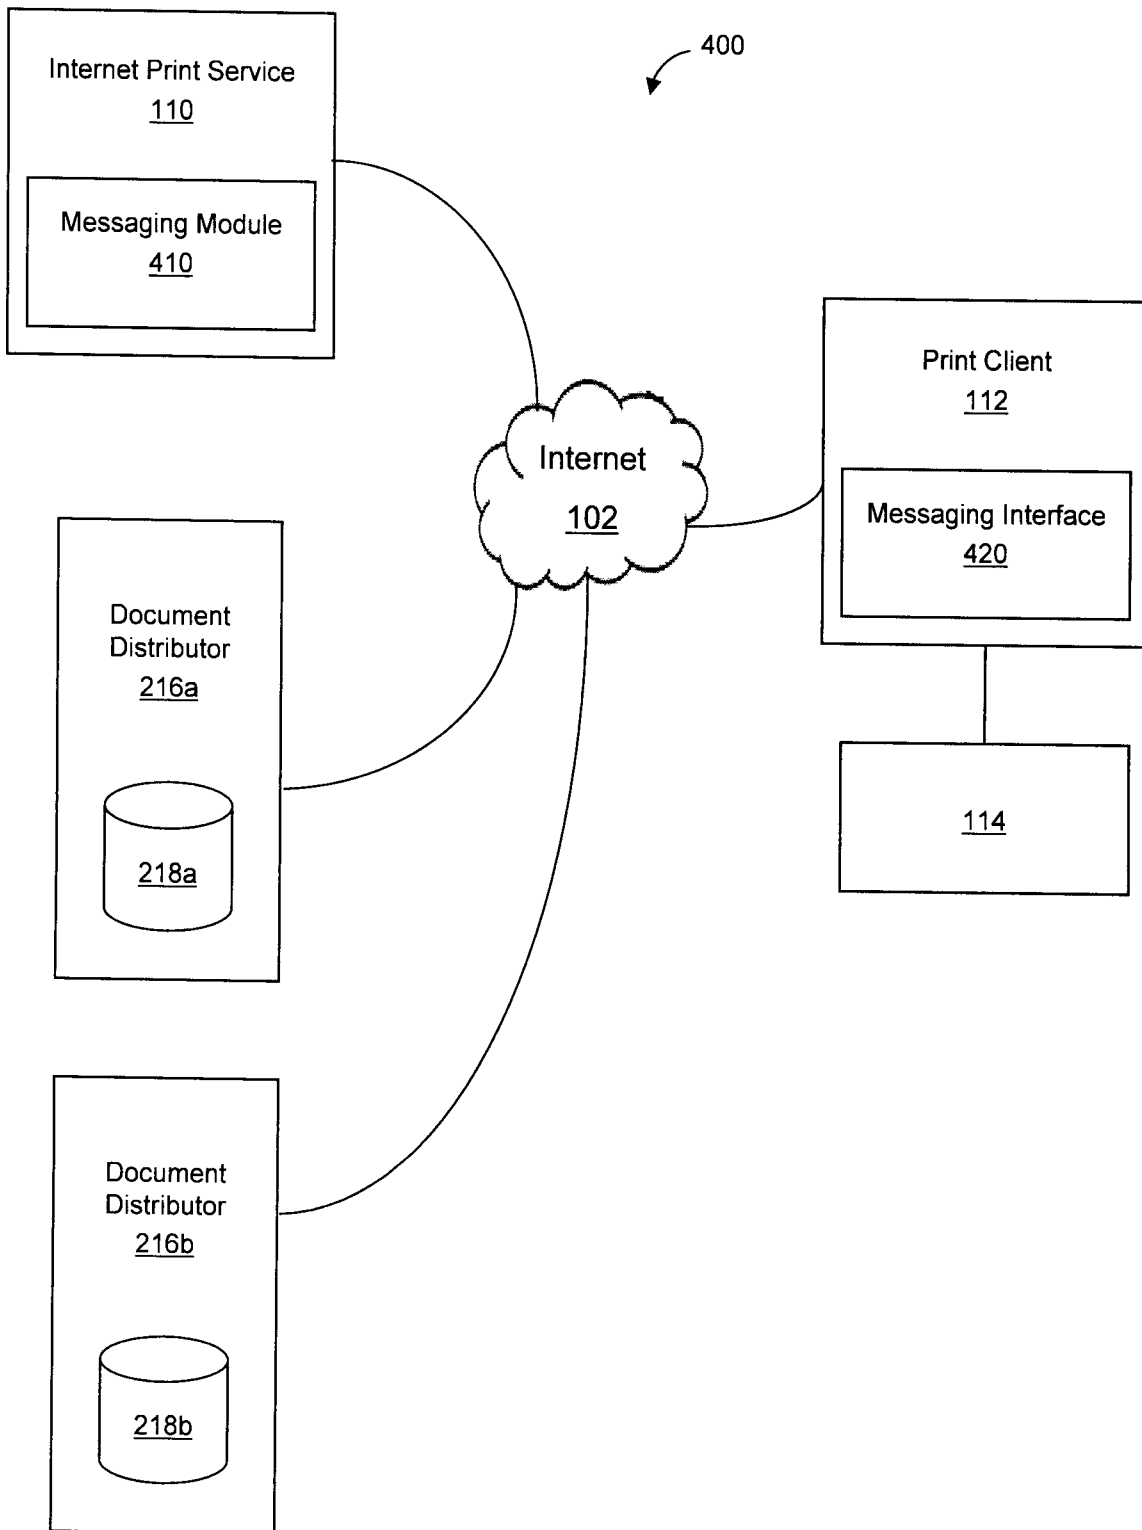 400
Internet Print Service
110
Messaging Module
410
Internet
102
Print Client
112
Messaging Interface
420
114
Document
Distributor
216a
218a
Document
Distributor
216b
218b